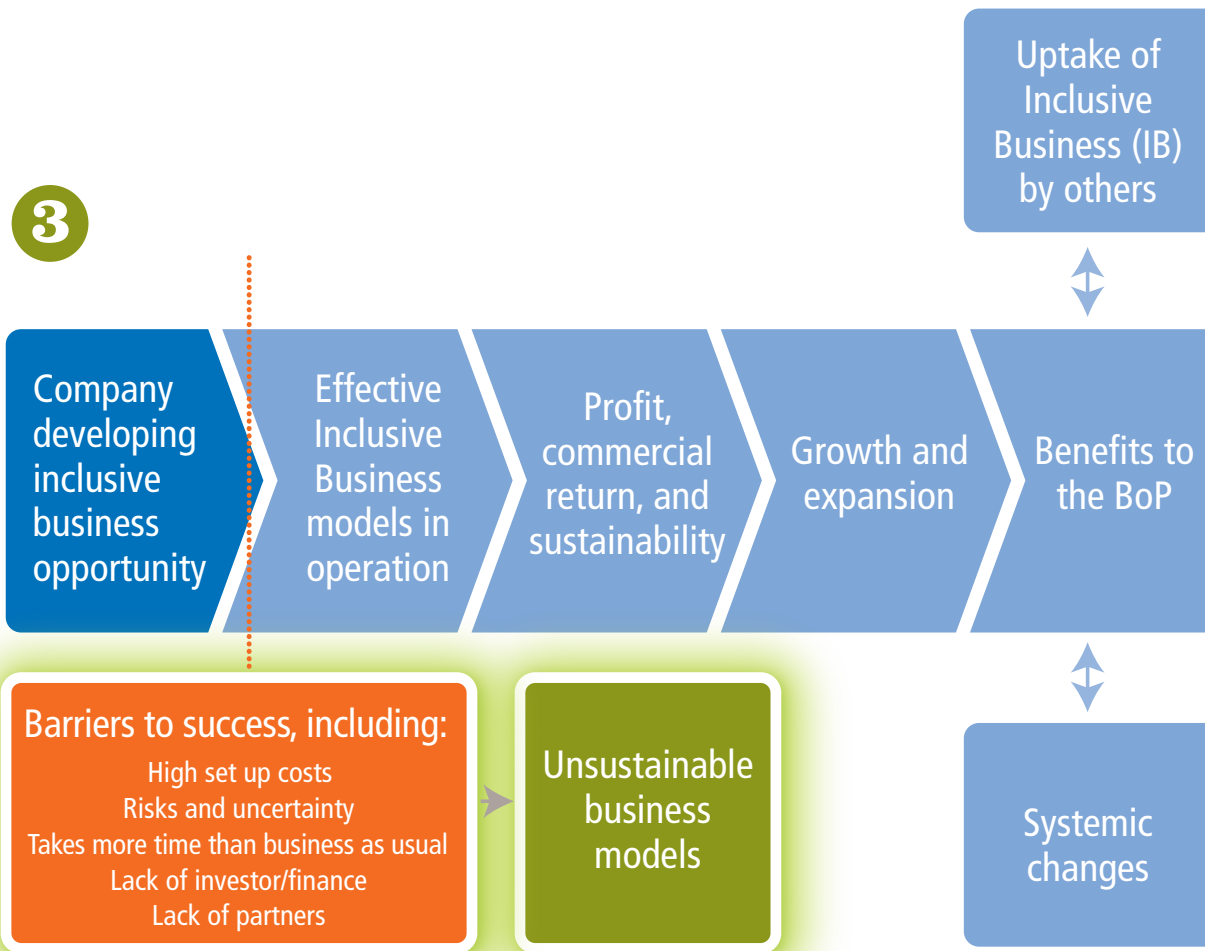 Uptake of
Inclusive
Business (IB)
by others
3
Company
developing
inclusive
business
opportunity
Effective
Inclusive
Business
models in
operation
Profit,
commercial
return, and
sustainability
Growth and
expansion
Benefits to
the BoP
Barriers to success, including:
High set up costs
Risks and uncertainty
Takes more time than business as usual
Lack of investor/finance
Lack of partners
Unsustainable
business
models
Systemic
changes